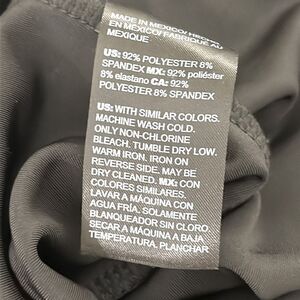 MADE IN MEXICO/ HECHO
EN MÉXICO/ FABRIQUÉ AU
MEXIQUE
US: 92% POLYESTER 8%
SPANDEX MX: 92% poliéster
8% elastano CA: 92%
POLYESTER 8% SPANDEX
US: WITH SIMILAR COLORS.
MACHINE WASH COLD.
ONLY NON-CHLORINE
BLEACH. TUMBLE DRY LOW.
WARM IRON. IRON ON
REVERSE SIDE. MAY BE
DRY CLEANED. MX: CON
COLORES SIMILARES.
LAVAR A MÁQUINA CON
AGUA FRÍA. SOLAMENTE
BLANQUEADOR SIN CLORO.
SECAR A MÁQUINA A BAJA
TEMPERATURA. PLANCHAR